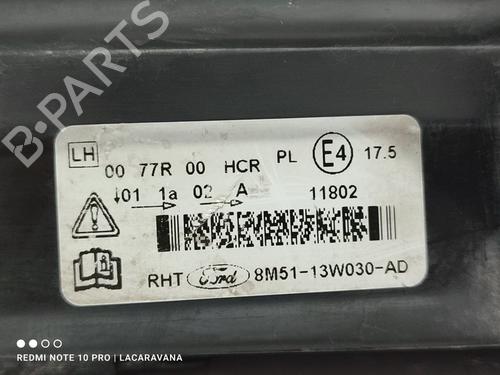 B-PARTS
LH
00 77R 00 HCR PL E4 17.5
01 1a 02 A 11802
RHT Ford 8M51-13W030-AD
REDMI NOTE 10 PRO | LACARAVANA